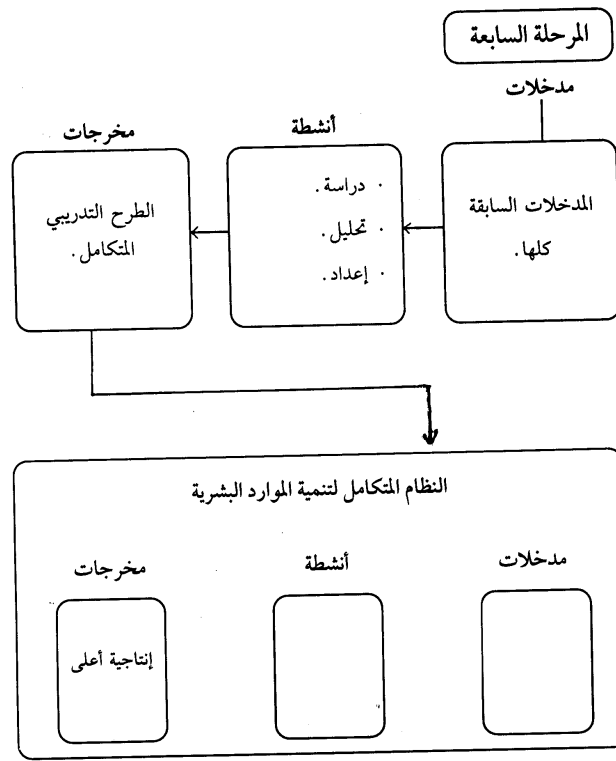 المرحلة السابعة
مدخلات
أنشطة
مخرجات
المدخلات السابقة
كلها.
· دراسة.
· تحليل.
· إعداد.
الطرح التدريبي
المتكامل.
النظام المتكامل لتنمية الموارد البشرية
مدخلات
أنشطة
مخرجات
إنتاجية أعلى